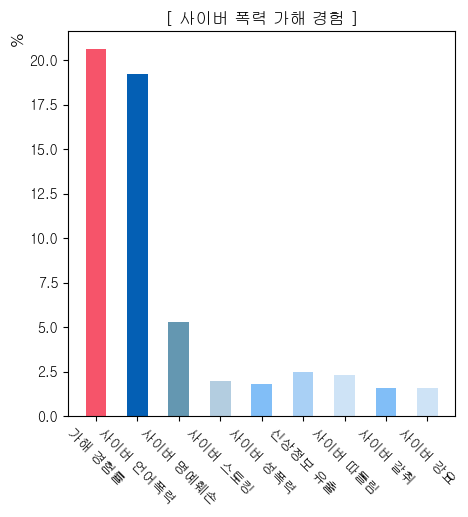 [ 사이버 폭력 가해 경험 ]
%
20.0
17.5
15.0
12.5
10.0
7.5
5.0
2.5
0.0
가해 경험률
사이버 언어폭력
사이버 명예훼손
사이버 스토킹
사이버 성폭력
신상정보 유출
사이버 따돌림
사이버 갈취
사이버 강요